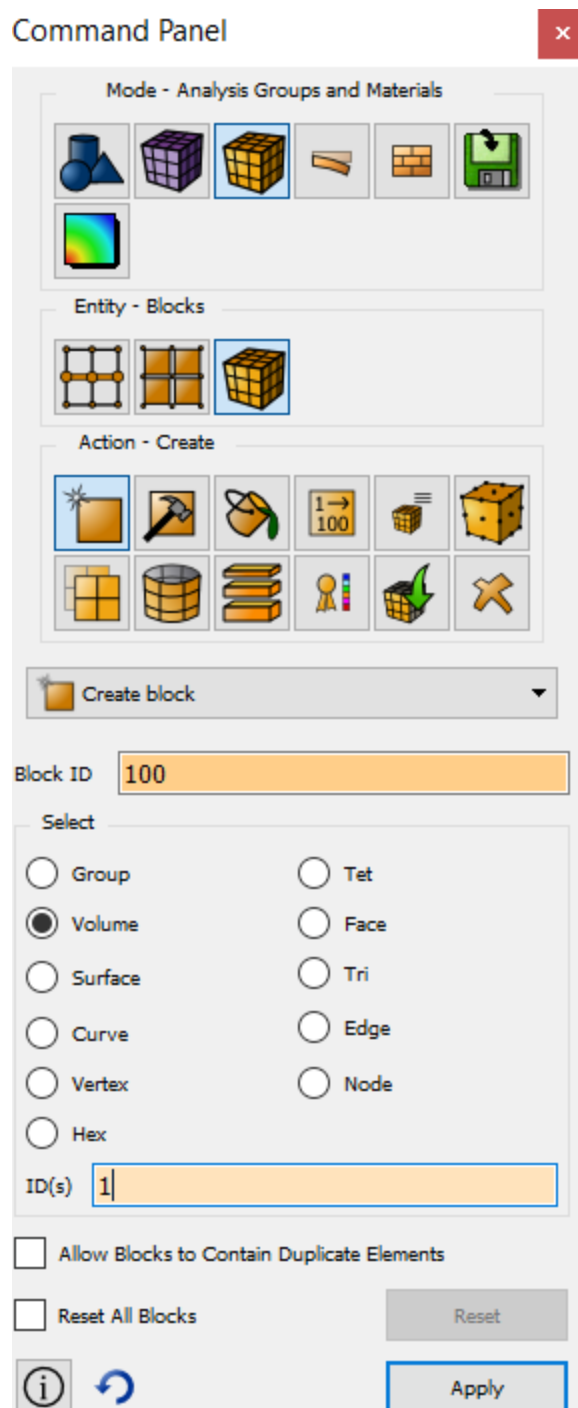 Command Panel
×
Mode - Analysis Groups and Materials
Entity - Blocks
Action - Create
1→
100
Create block
Block ID 100
Select
Group Tet
Volume Face
Surface Tri
Curve Edge
Vertex Node
Hex
ID(s) 1
Allow Blocks to Contain Duplicate Elements
Reset All Blocks Reset
i Apply